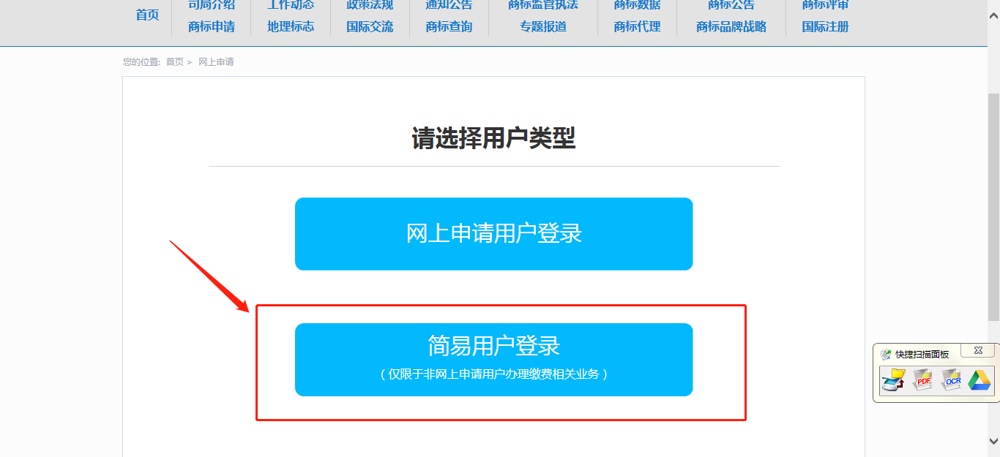 司局介绍 工作动态 政策法规 通知公告 商标监管执法 商标数据 商标公告 商标评审
首页
商标申请 地理标志 国际交流 商标查询 专题报道 商标代理 商标品牌战略 国际注册
您的位置: 首页 > 网上申请
请选择用户类型
网上申请用户登录
简易用户登录
（仅限于非网上申请用户办理缴费相关业务）
快捷扫描面板
PDF OCR